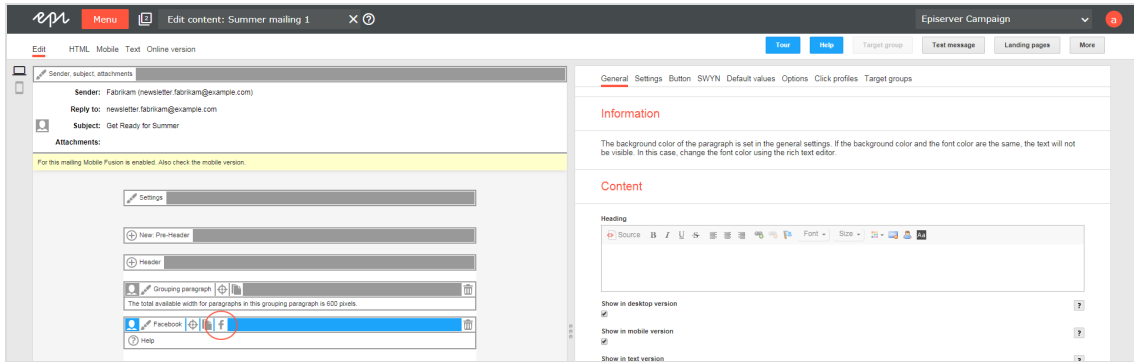 epi Menu 2 Edit content: Summer mailing 1 Episerver Campaign a
Edit HTML Mobile Text Online version Tour Help Target group Test message Landing pages More
Sender, subject, attachments
Sender: Fabrikam (newsletter.fabrikam@example.com)
Reply to: newsletter.fabrikam@example.com
Subject: Get Ready for Summer
Attachments:
For this mailing Mobile Fusion is enabled. Also check the mobile version.
Settings
New: Pre-Header
Header
Grouping paragraph
The total available width for paragraphs in this grouping paragraph is 600 pixels.
Facebook f
? Help
General Settings Button SWYN Default values Options Click profiles Target groups
Information
The background color of the paragraph is set in the general settings. If the background color and the font color are the same, the text will not
be visible. In this case, change the font color using the rich text editor.
Content
Heading
Source B I U S Font Size Aa
Show in desktop version ?
Show in mobile version ?
Show in text version ?